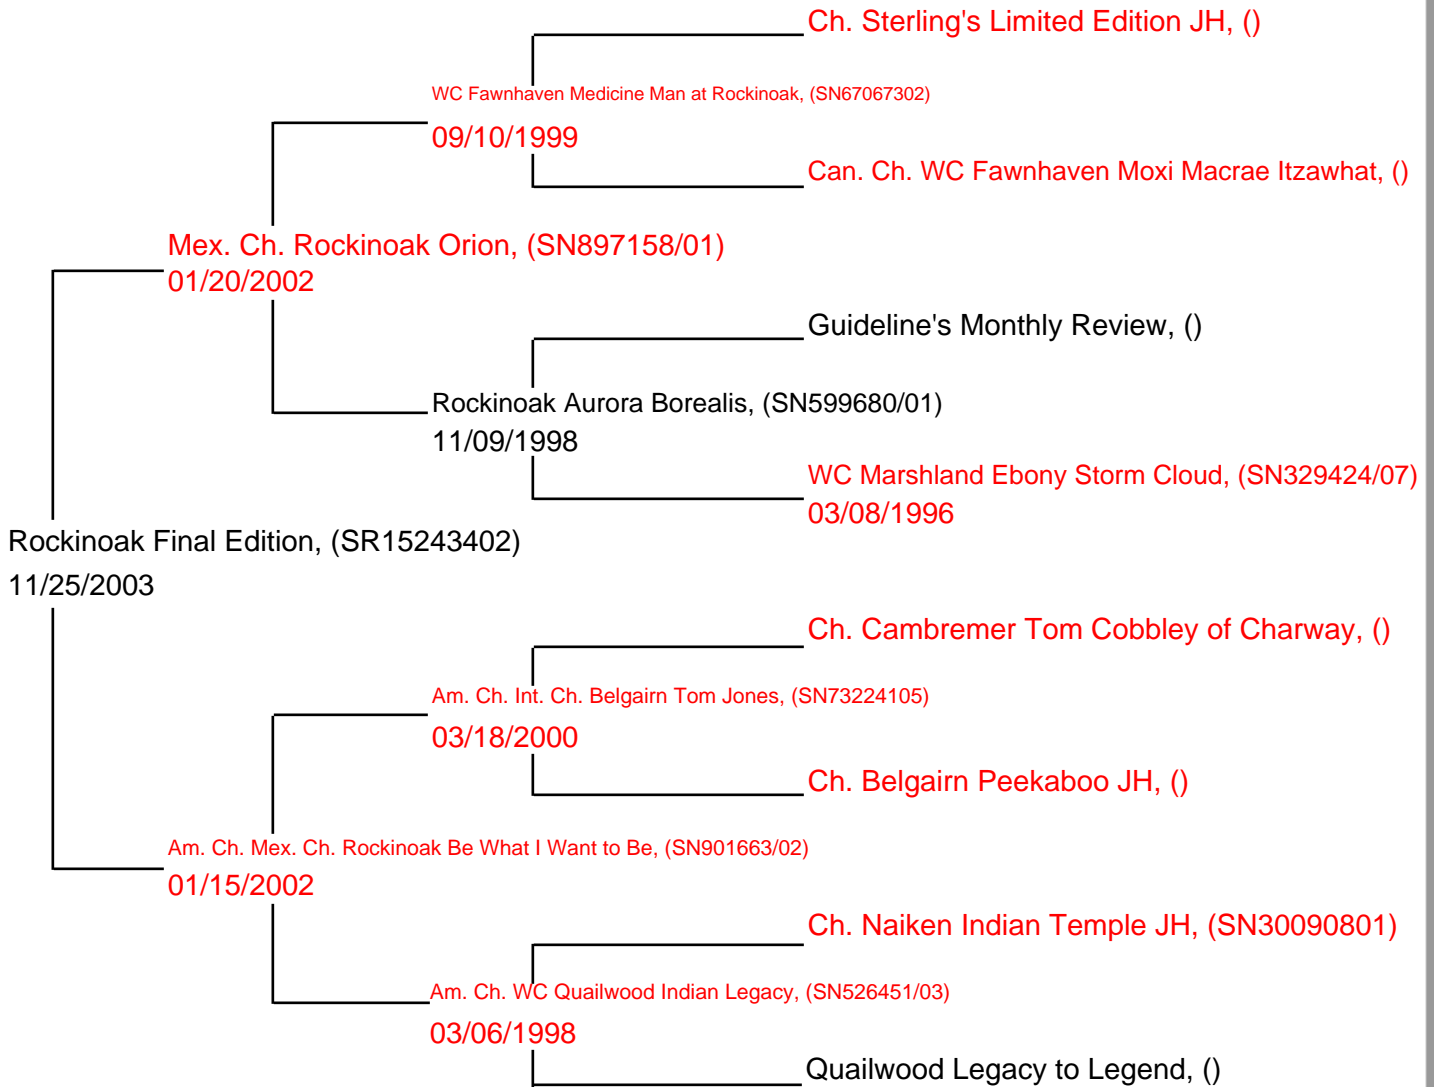 Ch. Sterling's Limited Edition JH, ()
WC Fawnhaven Medicine Man at Rockinoak, (SN67067302)
09/10/1999
Can. Ch. WC Fawnhaven Moxi Macrae Itzawhat, ()
Mex. Ch. Rockinoak Orion, (SN897158/01)
01/20/2002
Guideline's Monthly Review, ()
Rockinoak Aurora Borealis, (SN599680/01)
11/09/1998
WC Marshland Ebony Storm Cloud, (SN329424/07)
03/08/1996
Rockinoak Final Edition, (SR15243402)
11/25/2003
Ch. Cambremer Tom Cobbley of Charway, ()
Am. Ch. Int. Ch. Belgairn Tom Jones, (SN73224105)
03/18/2000
Ch. Belgairn Peekaboo JH, ()
Am. Ch. Mex. Ch. Rockinoak Be What I Want to Be, (SN901663/02)
01/15/2002
Ch. Naiken Indian Temple JH, (SN30090801)
Am. Ch. WC Quailwood Indian Legacy, (SN526451/03)
03/06/1998
Quailwood Legacy to Legend, ()